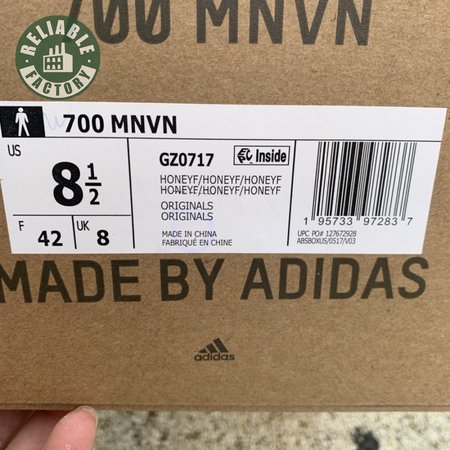 700 MNVN
RELIABLE
FACTORY
700 MNVN
US
8 1/2
F
42
UK
8
GZ0717
Inside
HONEYF/HONEYF/HONEYF
HONEYF/HONEYF/HONEYF
ORIGINALS
ORIGINALS
MADE IN CHINA
FABRIQUÉ EN CHINE
1 95733 97283 7
UPC PO# 127672928
ABSBOXUS/0517/V03
MADE BY ADIDAS
adidas